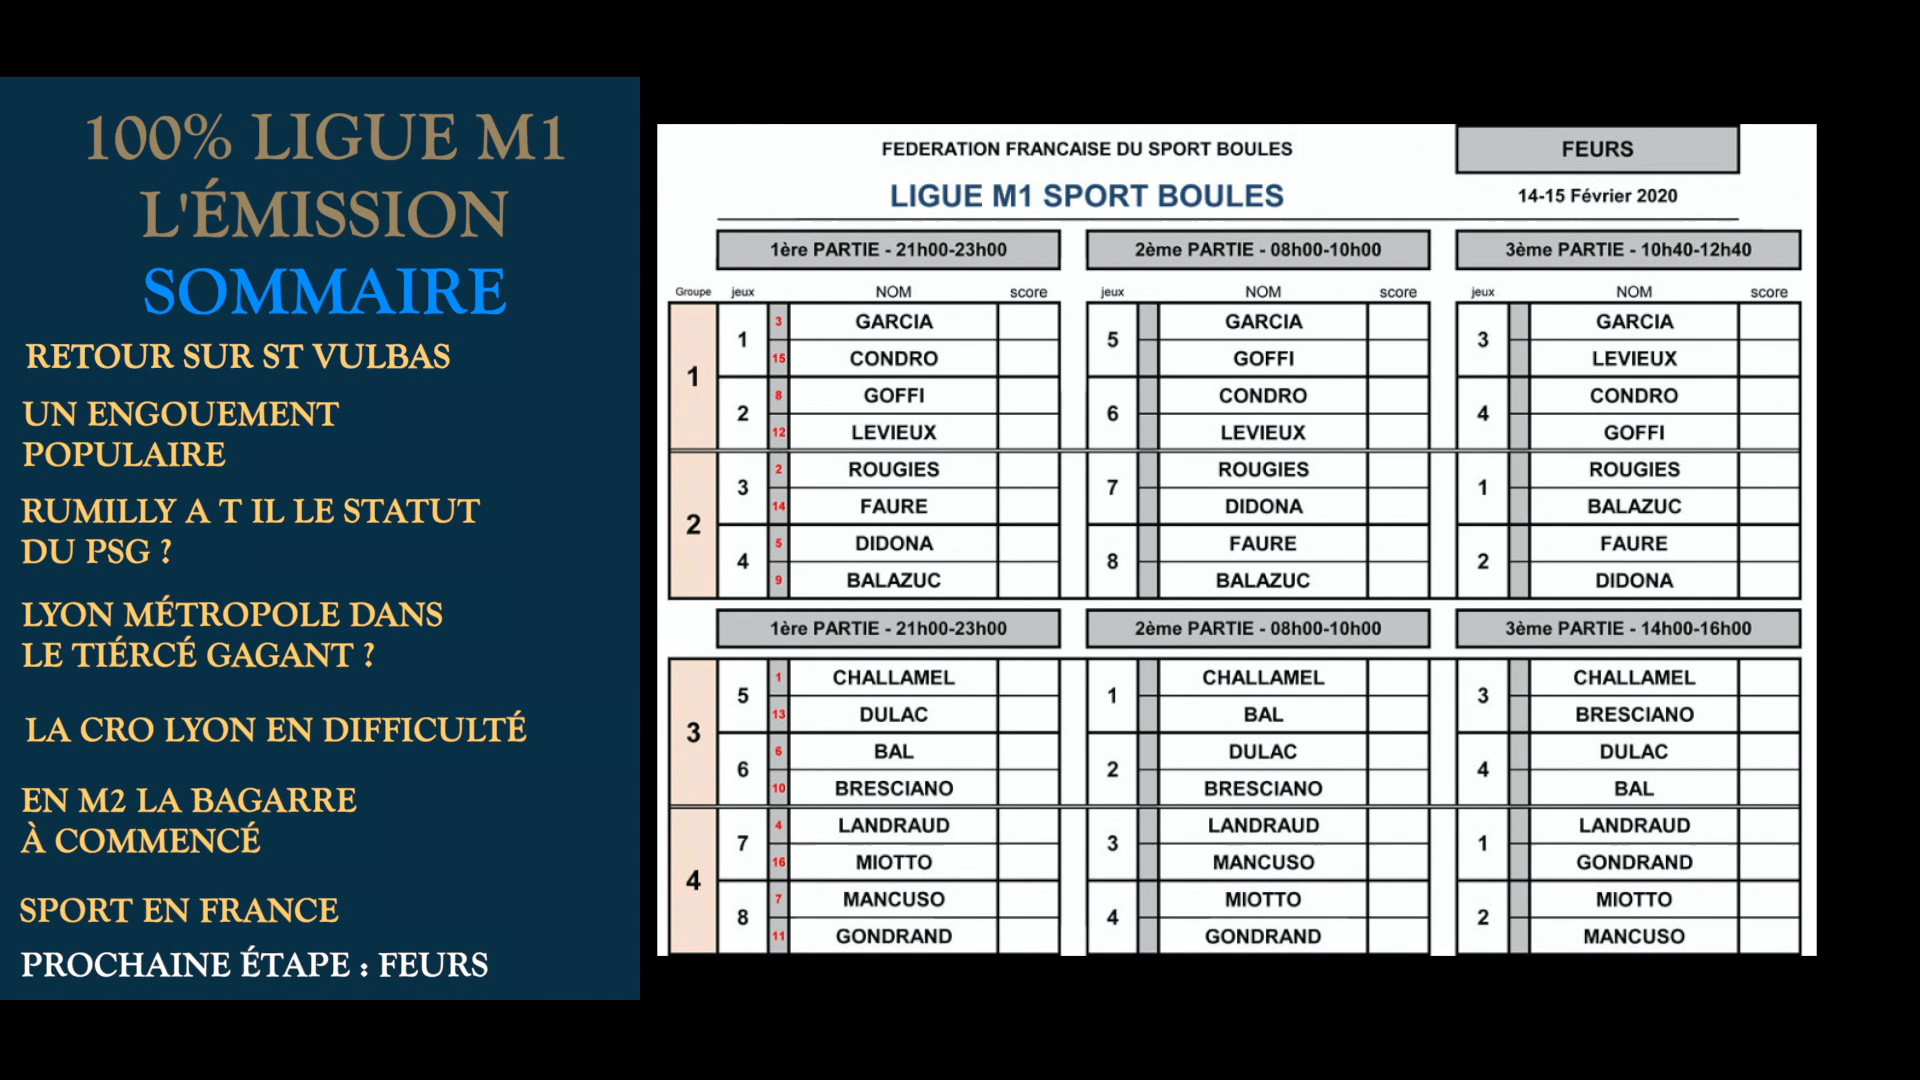 100% LIGUE M1
L'ÉMISSION
SOMMAIRE
RETOUR SUR ST VULBAS
UN ENGOUEMENT
POPULAIRE
RUMILLY A T IL LE STATUT
DU PSG ?
LYON MÉTROPOLE DANS
LE TIÉRCÉ GAGANT ?
LA CRO LYON EN DIFFICULTÉ
EN M2 LA BAGARRE
À COMMENCÉ
SPORT EN FRANCE
PROCHAINE ÉTAPE : FEURS
FEDERATION FRANCAISE DU SPORT BOULES FEURS
LIGUE M1 SPORT BOULES 14-15 Février 2020
1ère PARTIE - 21h00-23h00 2ème PARTIE - 08h00-10h00 3ème PARTIE - 10h40-12h40
Groupe jeux NOM score jeux NOM score jeux NOM score
1 1 3 GARCIA 5 GARCIA 3 GARCIA
15 CONDRO GOFFI LEVIEUX
2 8 GOFFI 6 CONDRO 4 CONDRO
12 LEVIEUX LEVIEUX GOFFI
2 3 2 ROUGIES 7 ROUGIES 1 ROUGIES
14 FAURE DIDONA BALAZUC
4 5 DIDONA 8 FAURE 2 FAURE
9 BALAZUC BALAZUC DIDONA
1ère PARTIE - 21h00-23h00 2ème PARTIE - 08h00-10h00 3ème PARTIE - 14h00-16h00
3 5 1 CHALLAMEL 1 CHALLAMEL 3 CHALLAMEL
13 DULAC BAL BRESCIANO
6 6 BAL 2 DULAC 4 DULAC
10 BRESCIANO BRESCIANO BAL
4 7 4 LANDRAUD 3 LANDRAUD 1 LANDRAUD
16 MIOTTO MANCUSO GONDRAND
8 7 MANCUSO 4 MIOTTO 2 MIOTTO
11 GONDRAND GONDRAND MANCUSO